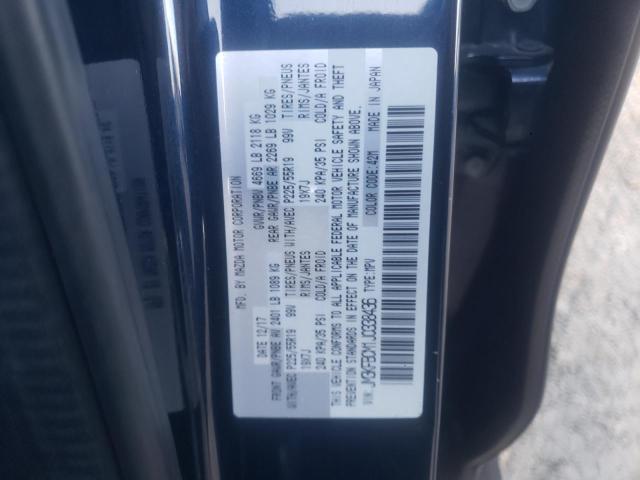 MFD. BY MAZDA MOTOR CORPORATION
DATE 12/17 GVWR/PNBV 4669 LB 2118 KG
FRONT GAWR/PNBE AV 2401 LB 1089 KG REAR GAWR/PNBE AR 2269 LB 1029 KG
WITH/AVEC P225/55R19 99V TIRES/PNEUS WITH/AVEC P225/55R19 99V TIRES/PNEUS
19X7J RIMS/JANTES 19X7J RIMS/JANTES
240 KPA/35 PSI COLD/A FROID 240 KPA/35 PSI COLD/A FROID
THIS VEHICLE CONFORMS TO ALL APPLICABLE FEDERAL MOTOR VEHICLE SAFETY AND THEFT
PREVENTION STANDARDS IN EFFECT ON THE DATE OF MANUFACTURE SHOWN ABOVE.
COLOR CODE:42M MADE IN JAPAN
VIN: JM3KFBDM1J0338436 TYPE:MPV